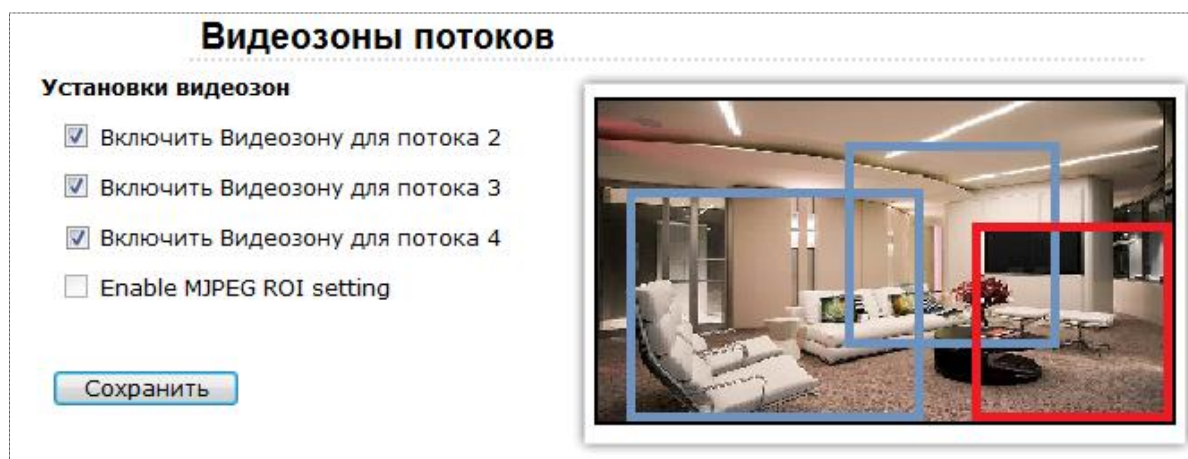 Видеозоны потоков
Установки видеозон
Включить Видеозону для потока 2
Включить Видеозону для потока 3
Включить Видеозону для потока 4
Enable MJPEG ROI setting
Сохранить